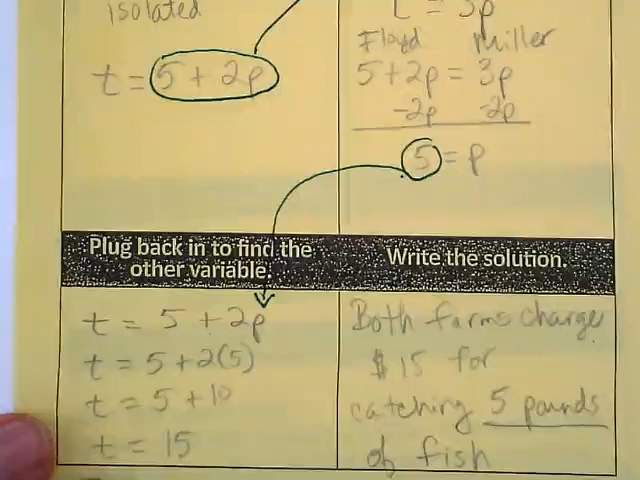 isolated
t = 5 + 2p
t = 3p
Floyd Miller
5 + 2p = 3p
-2p -2p
5 = p
Plug back in to find the
other variable.
Write the solution.
t = 5 + 2p
t = 5 + 2(5)
t = 5 + 10
t = 15
Both farms charge
$15 for
catching 5 pounds
of fish